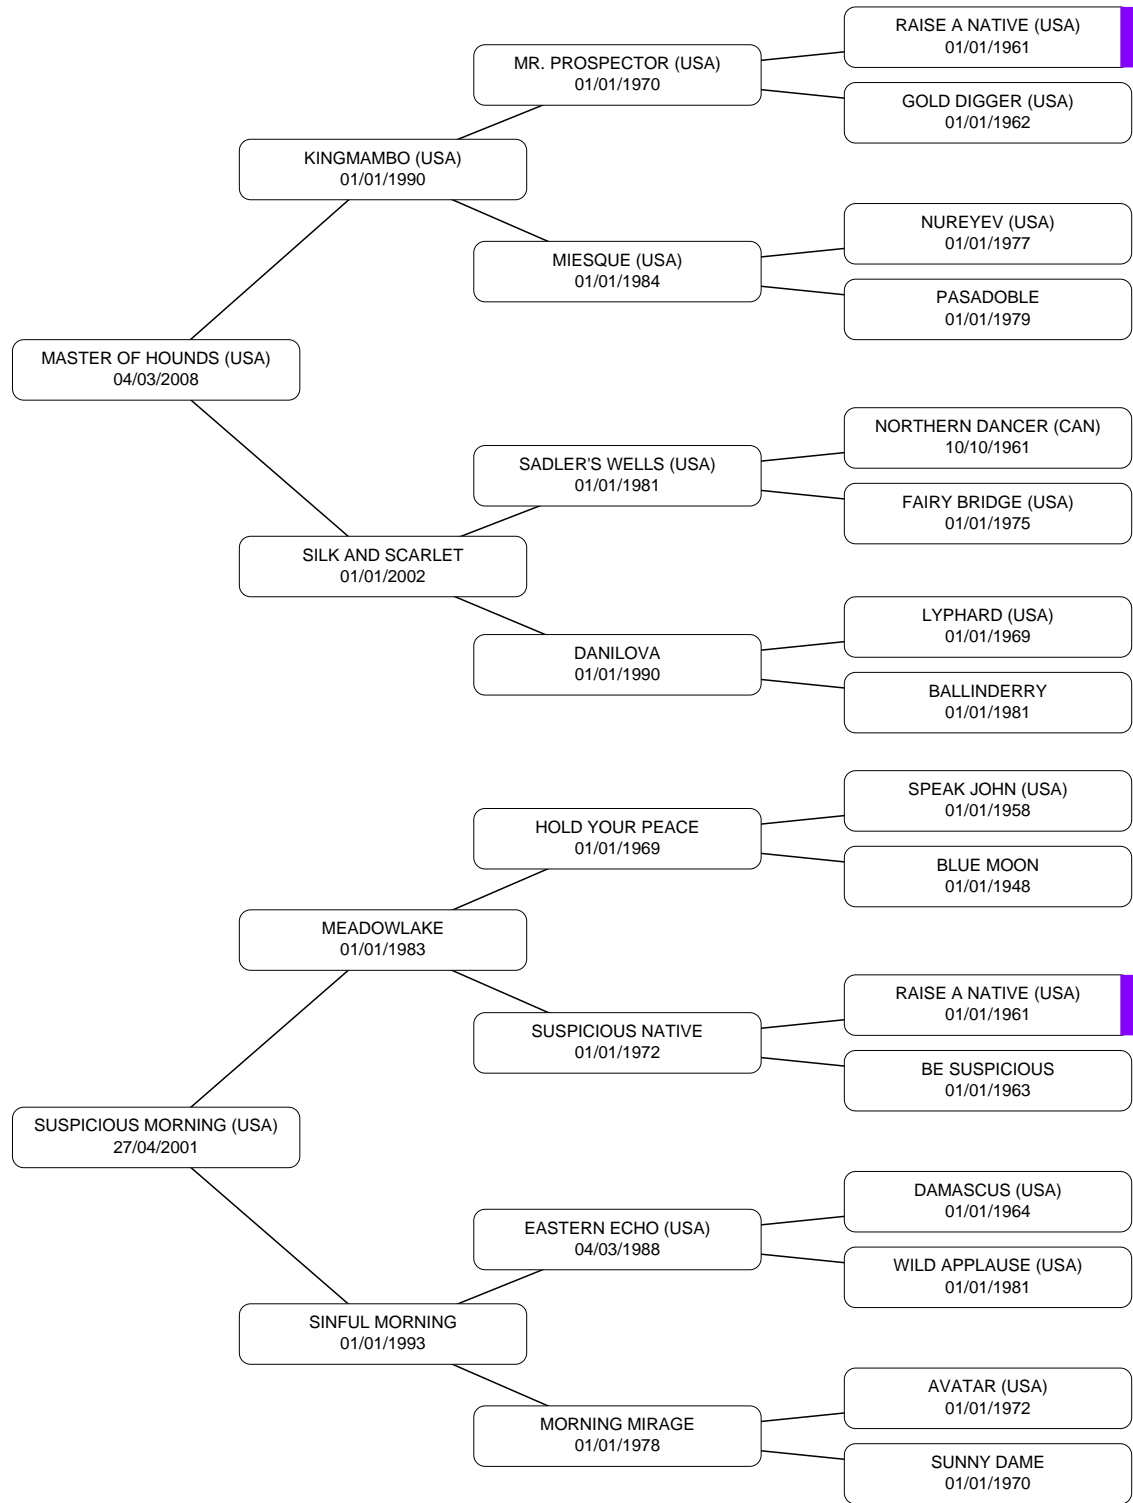 RAISE A NATIVE (USA)
01/01/1961
MR. PROSPECTOR (USA)
01/01/1970
GOLD DIGGER (USA)
01/01/1962
KINGMAMBO (USA)
01/01/1990
NUREYEV (USA)
01/01/1977
MIESQUE (USA)
01/01/1984
PASADOBLE
01/01/1979
MASTER OF HOUNDS (USA)
04/03/2008
NORTHERN DANCER (CAN)
10/10/1961
SADLER'S WELLS (USA)
01/01/1981
FAIRY BRIDGE (USA)
01/01/1975
SILK AND SCARLET
01/01/2002
LYPHARD (USA)
01/01/1969
DANILOVA
01/01/1990
BALLINDERRY
01/01/1981
SPEAK JOHN (USA)
01/01/1958
HOLD YOUR PEACE
01/01/1969
BLUE MOON
01/01/1948
MEADOWLAKE
01/01/1983
RAISE A NATIVE (USA)
01/01/1961
SUSPICIOUS NATIVE
01/01/1972
BE SUSPICIOUS
01/01/1963
SUSPICIOUS MORNING (USA)
27/04/2001
DAMASCUS (USA)
01/01/1964
EASTERN ECHO (USA)
04/03/1988
WILD APPLAUSE (USA)
01/01/1981
SINFUL MORNING
01/01/1993
AVATAR (USA)
01/01/1972
MORNING MIRAGE
01/01/1978
SUNNY DAME
01/01/1970